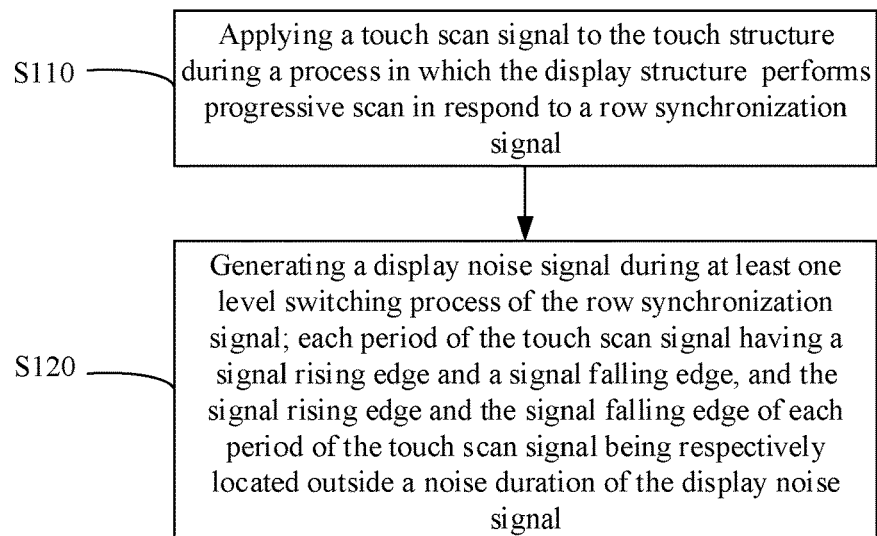 S110
Applying a touch scan signal to the touch structure
during a process in which the display structure performs
progressive scan in respond to a row synchronization
signal
S120
Generating a display noise signal during at least one
level switching process of the row synchronization
signal; each period of the touch scan signal having a
signal rising edge and a signal falling edge, and the
signal rising edge and the signal falling edge of each
period of the touch scan signal being respectively
located outside a noise duration of the display noise
signal